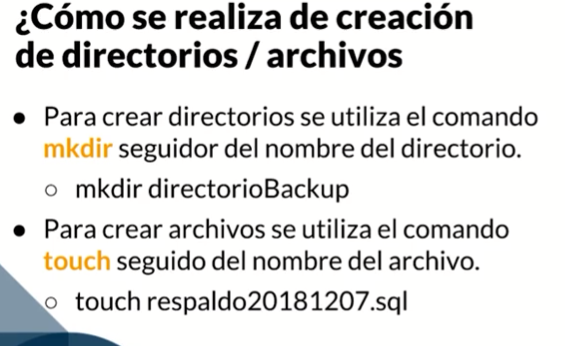 ¿Cómo se realiza de creación
de directorios / archivos
● Para crear directorios se utiliza el comando
mkdir seguidor del nombre del directorio.
○ mkdir directorioBackup
● Para crear archivos se utiliza el comando
touch seguido del nombre del archivo.
○ touch respaldo20181207.sql